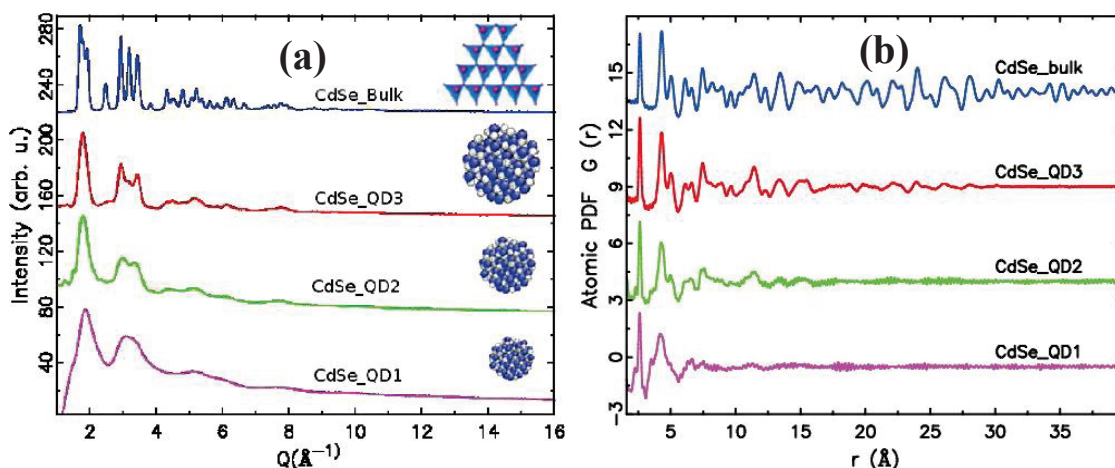 (a)
CdSe_Bulk
CdSe_QD3
CdSe_QD2
CdSe_QD1
Intensity (arb. u.)
280
240
200
160
120
80
40
2 4 6 8 10 12 14 16
Q(Å⁻¹)
(b)
CdSe_bulk
CdSe_QD3
CdSe_QD2
CdSe_QD1
Atomic PDF G (r)
15
12
9
6
3
0
-3
5 10 15 20 25 30 35
r (Å)